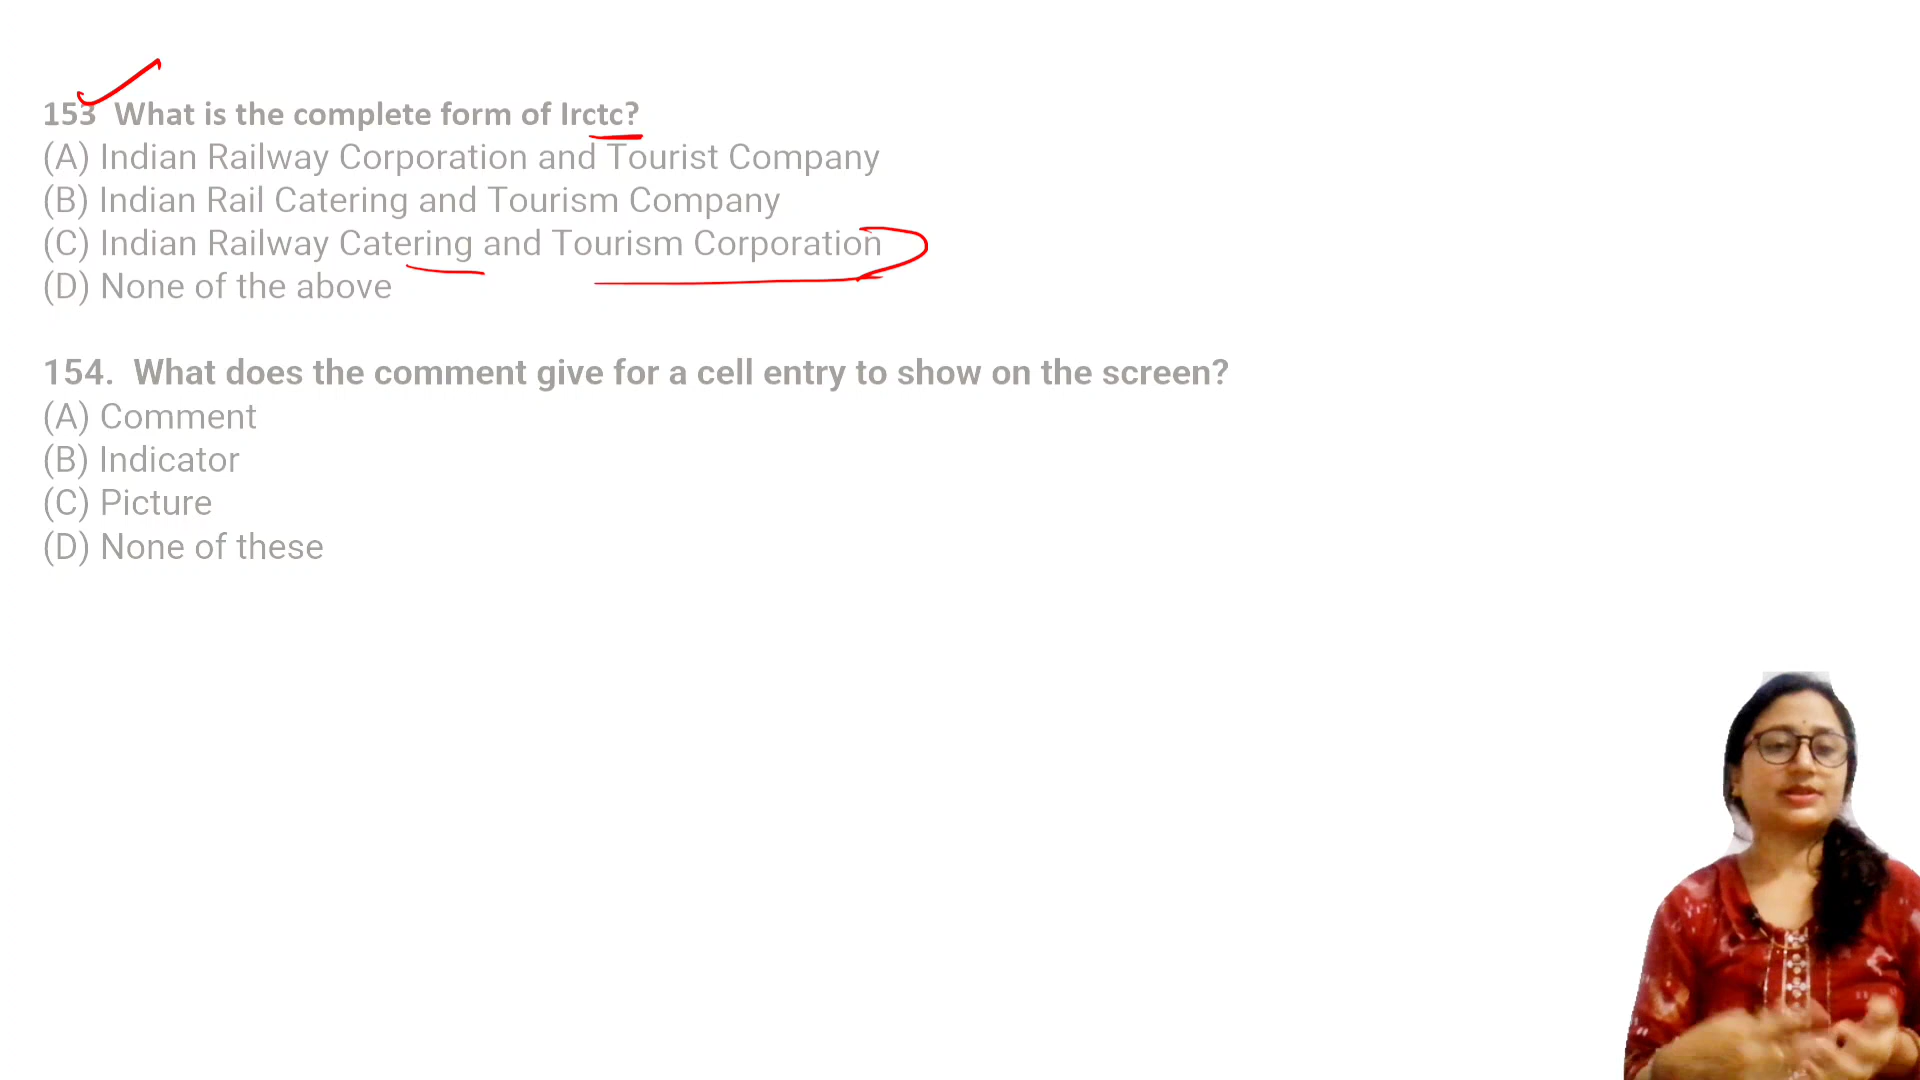 153 What is the complete form of Irctc?
(A) Indian Railway Corporation and Tourist Company
(B) Indian Rail Catering and Tourism Company
(C) Indian Railway Catering and Tourism Corporation
(D) None of the above
154. What does the comment give for a cell entry to show on the screen?
(A) Comment
(B) Indicator
(C) Picture
(D) None of these